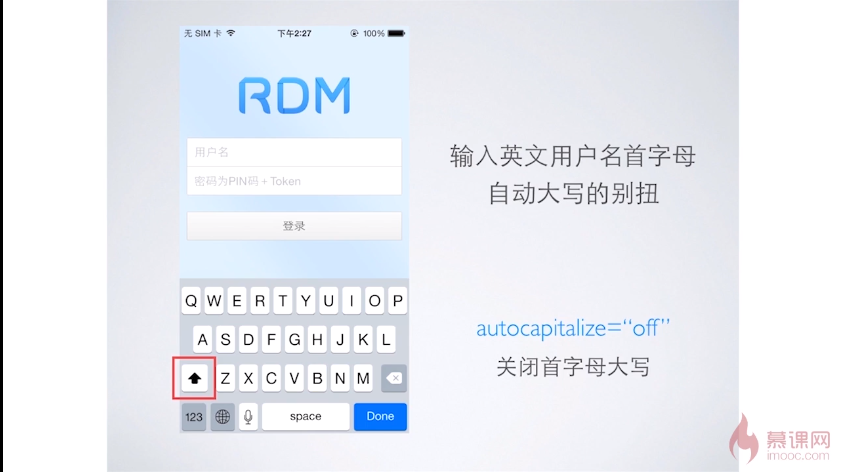 无 SIM 卡 下午2:27 100%
RDM
用户名
密码为PIN码 + Token
登录
Q W E R T Y U I O P
A S D F G H J K L
Z X C V B N M
123 space Done
输入英文用户名首字母
自动大写的别扭
autocapitalize=“off”
关闭首字母大写
慕课网
imooc.com